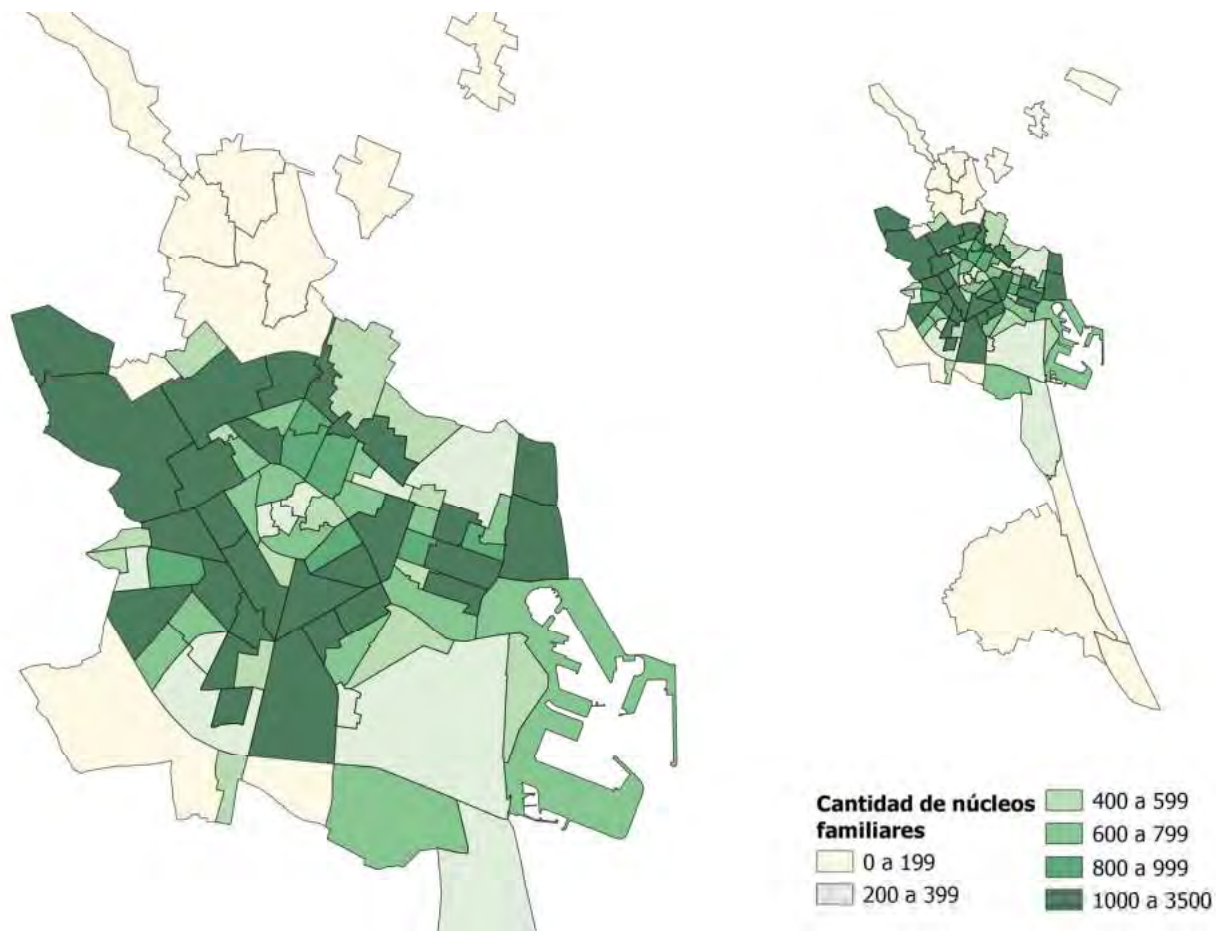 Cantidad de núcleos
familiares
0 a 199
200 a 399
400 a 599
600 a 799
800 a 999
1000 a 3500